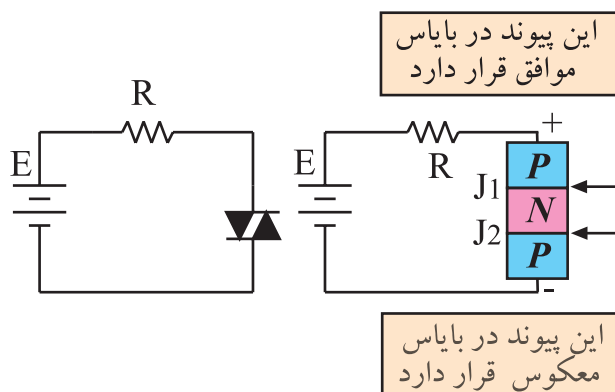 این پیوند در بایاس
موافق قرار دارد
R
E
+
E
R
P
J1
N
J2
P
-
این پیوند در بایاس
معکوس قرار دارد